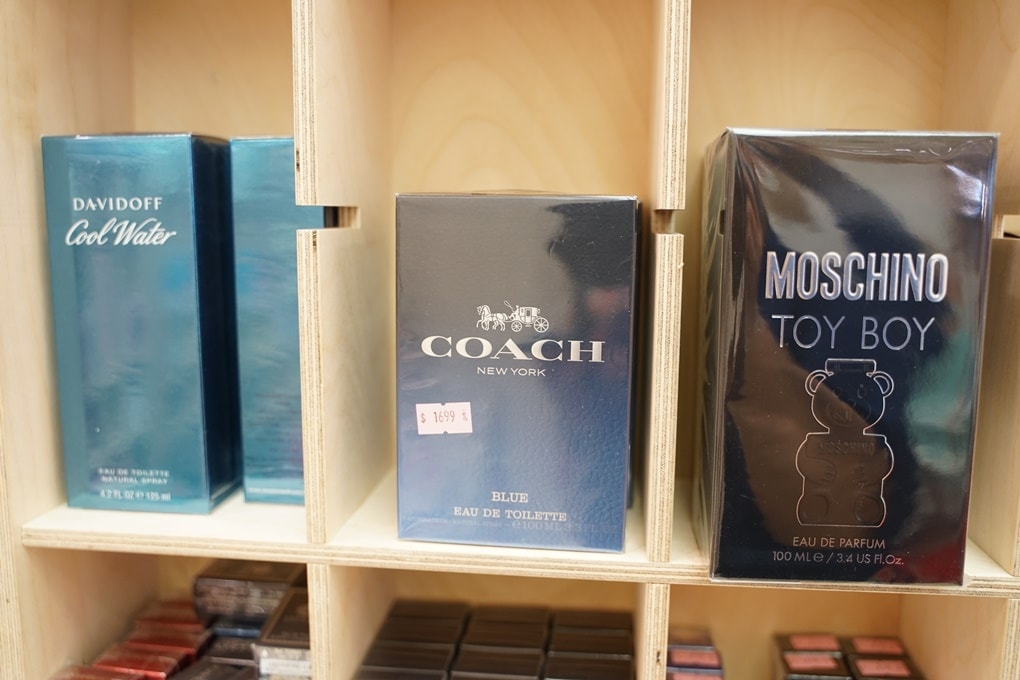 DAVIDOFF
Cool Water
EAU DE TOILETTE
NATURAL SPRAY
4.2 FL OZ 125 ml
COACH
NEW YORK
$ 1699
BLUE
EAU DE TOILETTE
MOSCHINO
TOY BOY
MOSCHINO
EAU DE PARFUM
100 ML e / 3.4 US Fl.Oz.